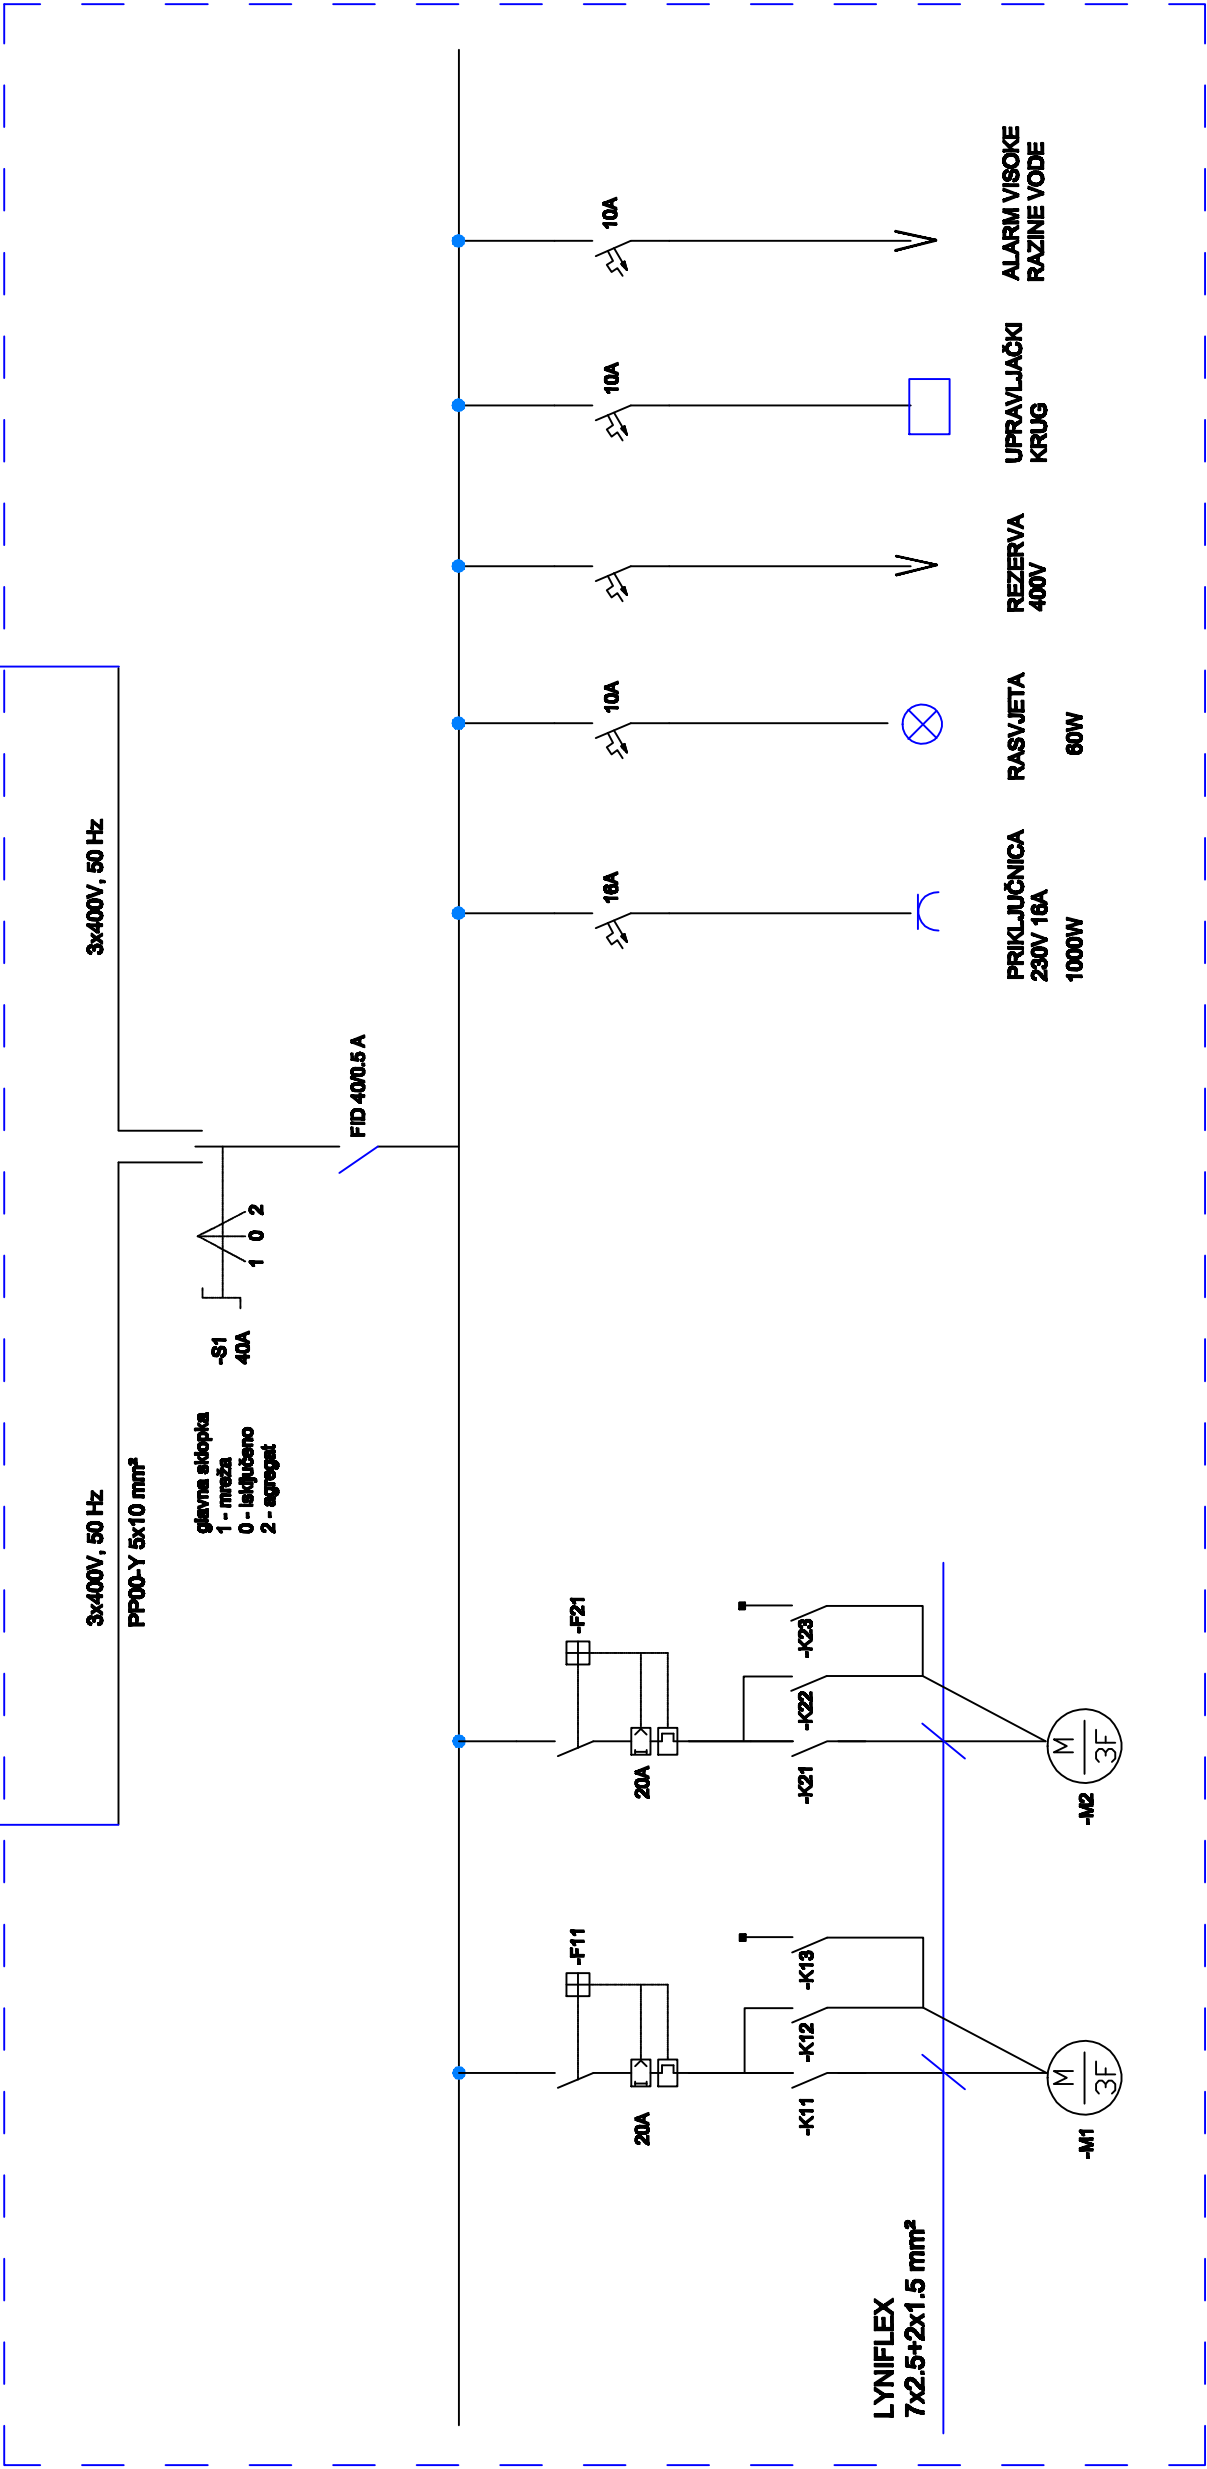 3x400V, 50 Hz
PP00-Y 5x10 mm²
3x400V, 50 Hz
glavna sklopka
1 - mreža
0 - isključeno
2 - agregat
-S1
40A
1 0 2
FID 40/0.5 A
-F11
20A
-K11
-K12
-K13
M
3F
-M1
-F21
20A
-K21
-K22
-K23
M
3F
-M2
LYNIFLEX
7x2.5+2x1.5 mm²
16A
10A
10A
10A
PRIKLJUČNICA
230V 16A
1000W
RASVJETA
60W
REZERVA
400V
UPRAVLJAČKI
KRUG
ALARM VISOKE
RAZINE VODE